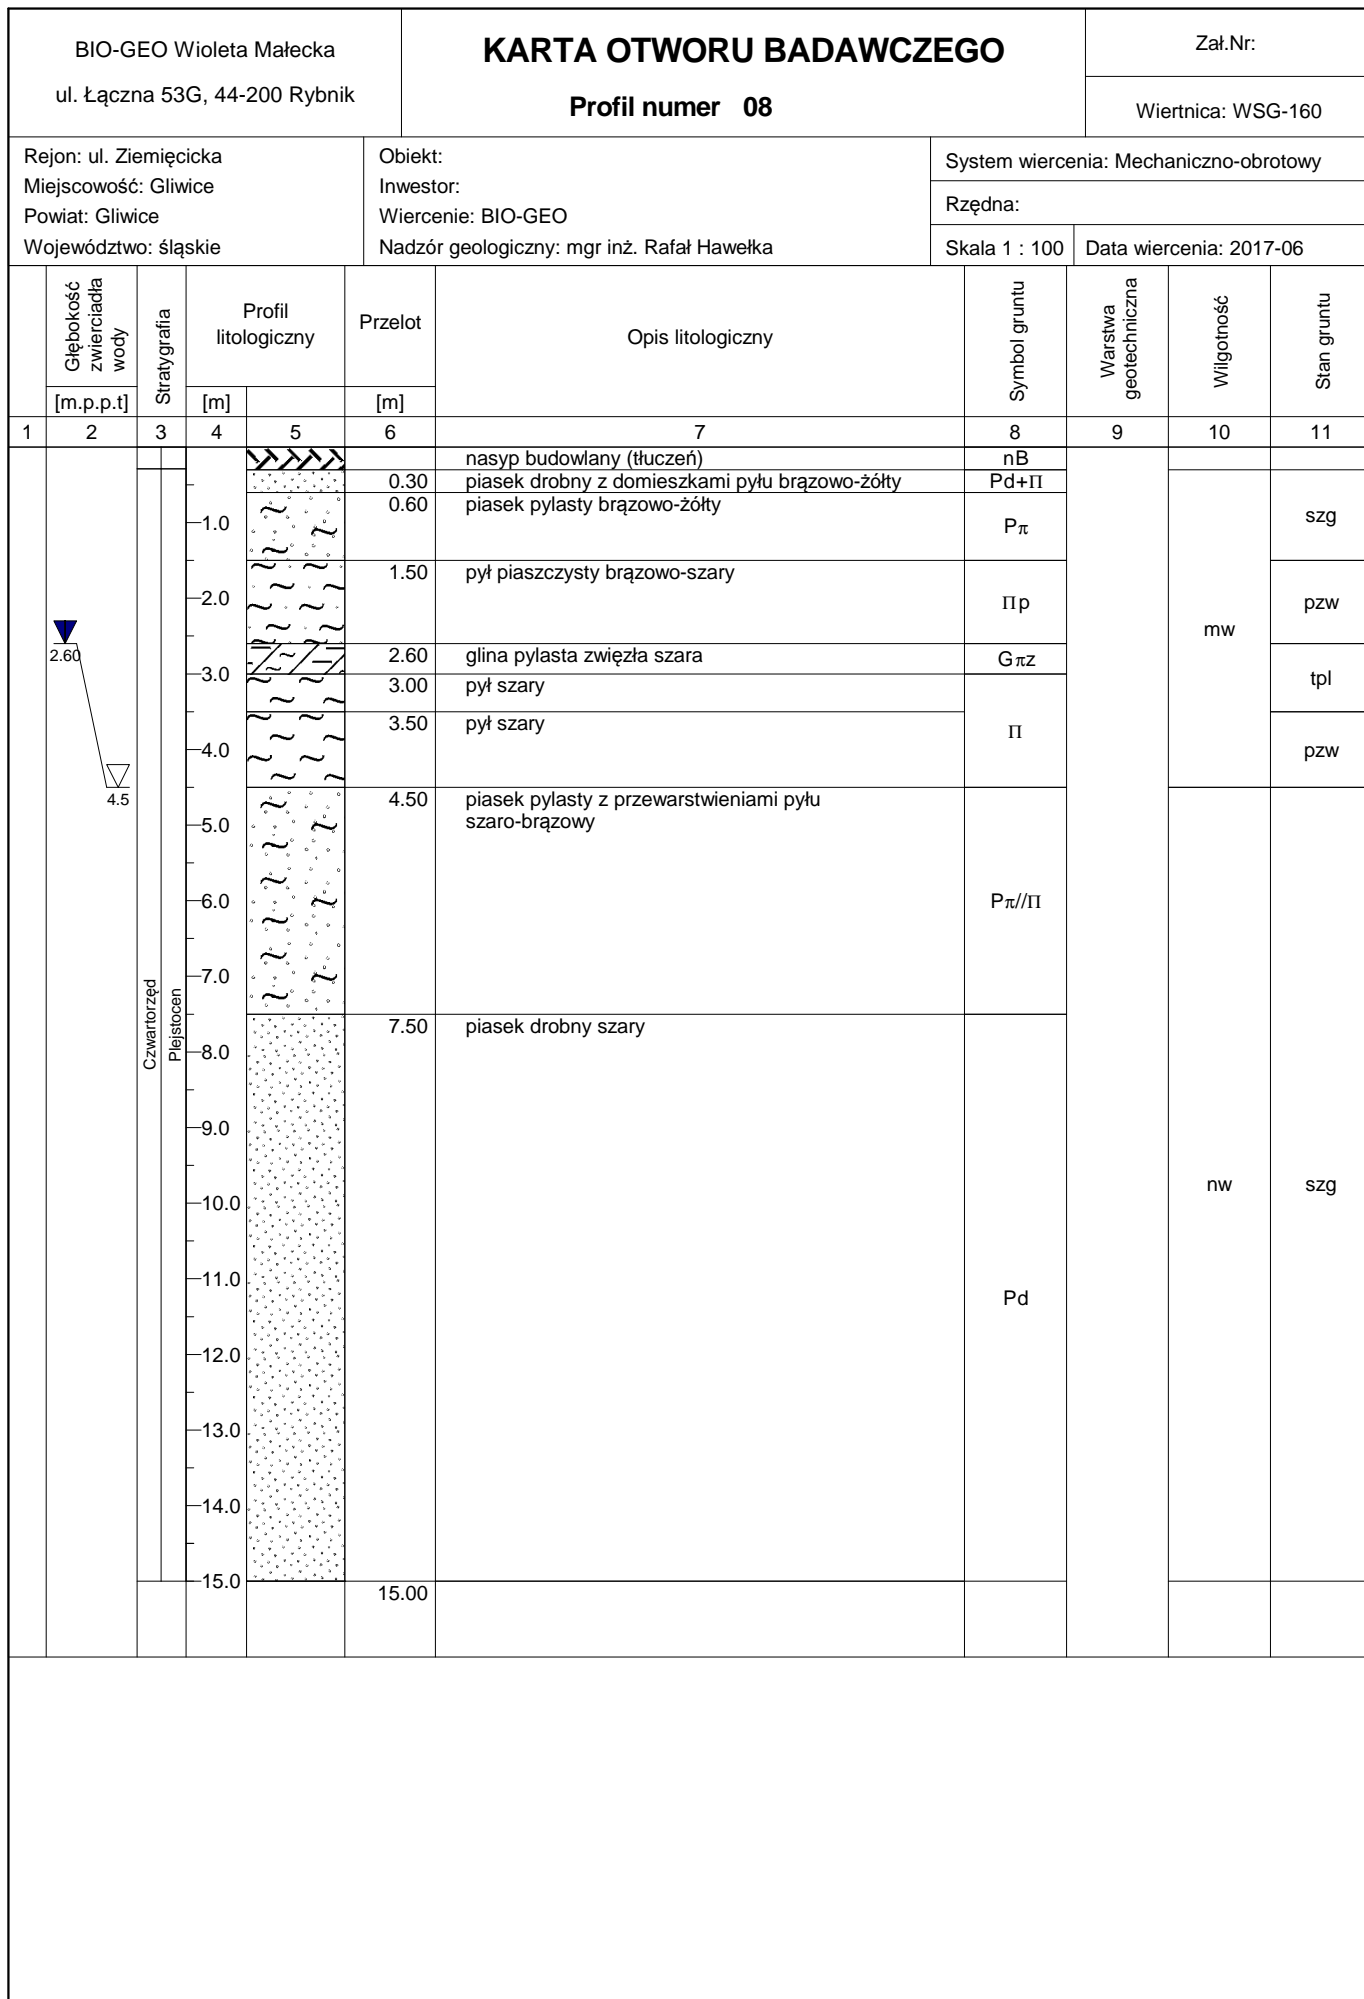 BIO-GEO Wioleta Małecka
ul. Łączna 53G, 44-200 Rybnik
KARTA OTWORU BADAWCZEGO
Profil numer 08
Zał.Nr:
Wiertnica: WSG-160
Rejon: ul. Ziemięcicka
Miejscowość: Gliwice
Powiat: Gliwice
Województwo: śląskie
Obiekt:
Inwestor:
Wiercenie: BIO-GEO
Nadzór geologiczny: mgr inż. Rafał Hawełka
System wiercenia: Mechaniczno-obrotowy
Rzędna:
Skala 1 : 100 Data wiercenia: 2017-06
Głębokość
zwierciadła
wody
[m.p.p.t]
Stratygrafia
Profil
litologiczny
[m]
Przelot
[m]
Opis litologiczny
Symbol gruntu
Warstwa
geotechniczna
Wilgotność
Stan gruntu
1 2 3 4 5 6 7 8 9 10 11
nasyp budowlany (tłuczeń) nB
0.30 piasek drobny z domieszkami pyłu brązowo-żółty Pd+Π
0.60 piasek pylasty brązowo-żółty
1.0 Pπ szg
1.50 pył piaszczysty brązowo-szary
2.0 Πp pzw
mw
2.60 2.60 glina pylasta zwięzła szara Gπz
3.0 tpl
3.00 pył szary
3.50 pył szary Π
4.0 pzw
4.5 4.50 piasek pylasty z przewarstwieniami pyłu
szaro-brązowy
5.0
6.0 Pπ//Π
7.0
Czwartorzęd
Plejstocen
7.50 piasek drobny szary
8.0
9.0
10.0 nw szg
11.0
Pd
12.0
13.0
14.0
15.0
15.00